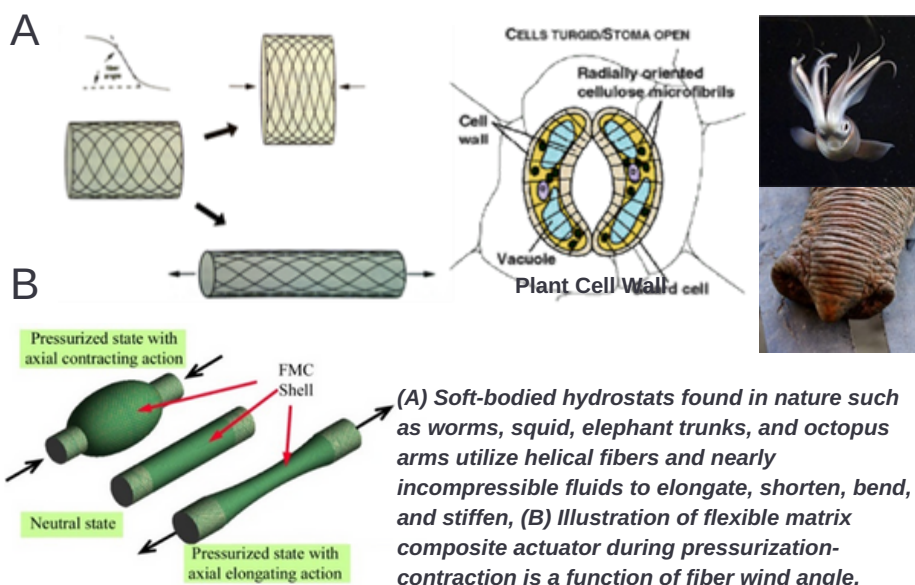 A
fiber
angle
CELLS TURGID/STOMA OPEN
Radially oriented
cellulose microfibrils
Cell
wall
Vacuole
Guard cell
Plant Cell Wall
B
Pressurized state with
axial contracting action
FMC
Shell
Neutral state
Pressurized state with
axial elongating action
(A) Soft-bodied hydrostats found in nature such
as worms, squid, elephant trunks, and octopus
arms utilize helical fibers and nearly
incompressible fluids to elongate, shorten, bend,
and stiffen, (B) Illustration of flexible matrix
composite actuator during pressurization-
contraction is a function of fiber wind angle.